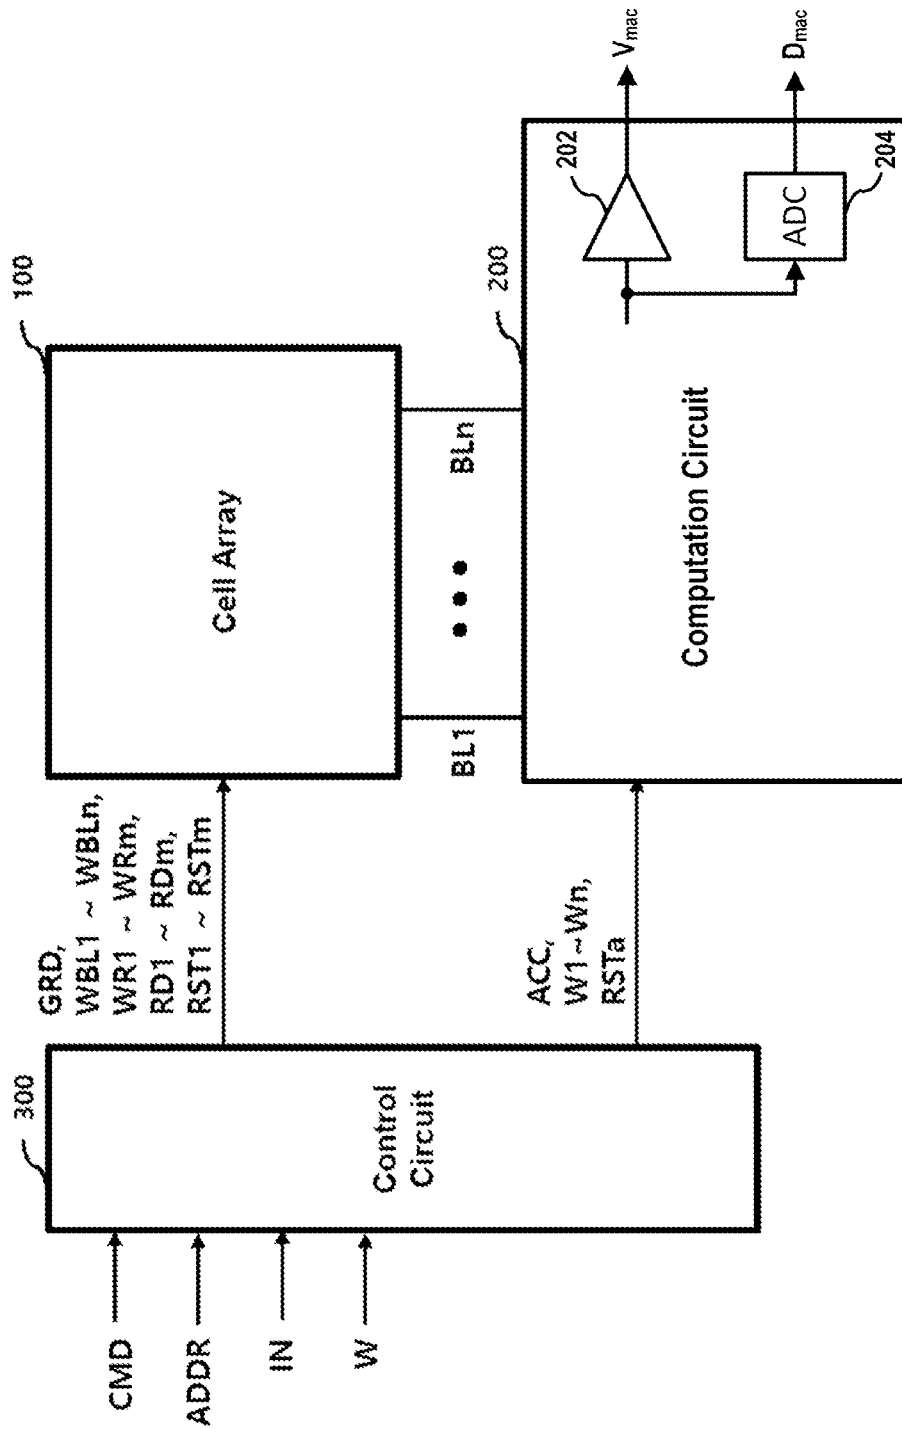 CMD
ADDR
IN
W
300
Control
Circuit
GRD,
WBL1 ~ WBLn,
WR1 ~ WRm,
RD1 ~ RDm,
RST1 ~ RSTm
ACC,
W1~Wn,
RSTa
100
Cell Array
BL1
BLn
200
Computation Circuit
202
ADC
204
Vmac
Dmac